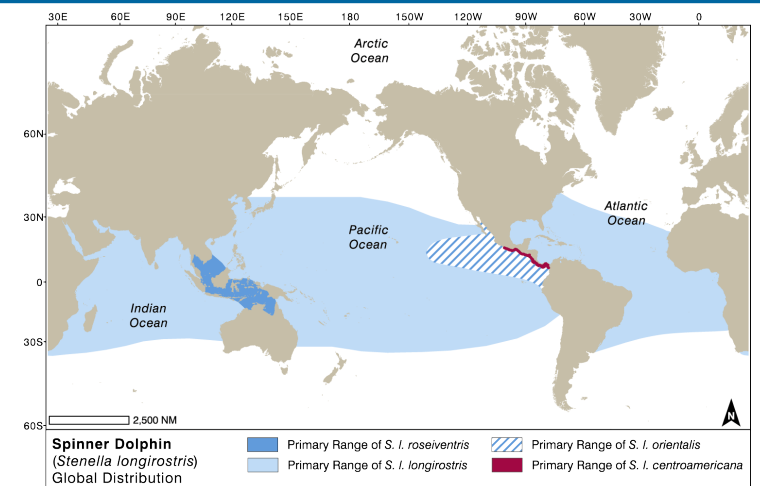 30E 60E 90E 120E 150E 180 150W 120W 90W 60W 30W 0
Arctic
Ocean
60N
30N
Atlantic
Ocean
Pacific
Ocean
0
Indian
Ocean
30S
N
2,500 NM
60S
Spinner Dolphin
(Stenella longirostris)
Global Distribution
Primary Range of S. l. roseiventris
Primary Range of S. l. orientalis
Primary Range of S. l. longirostris
Primary Range of S. l. centroamericana